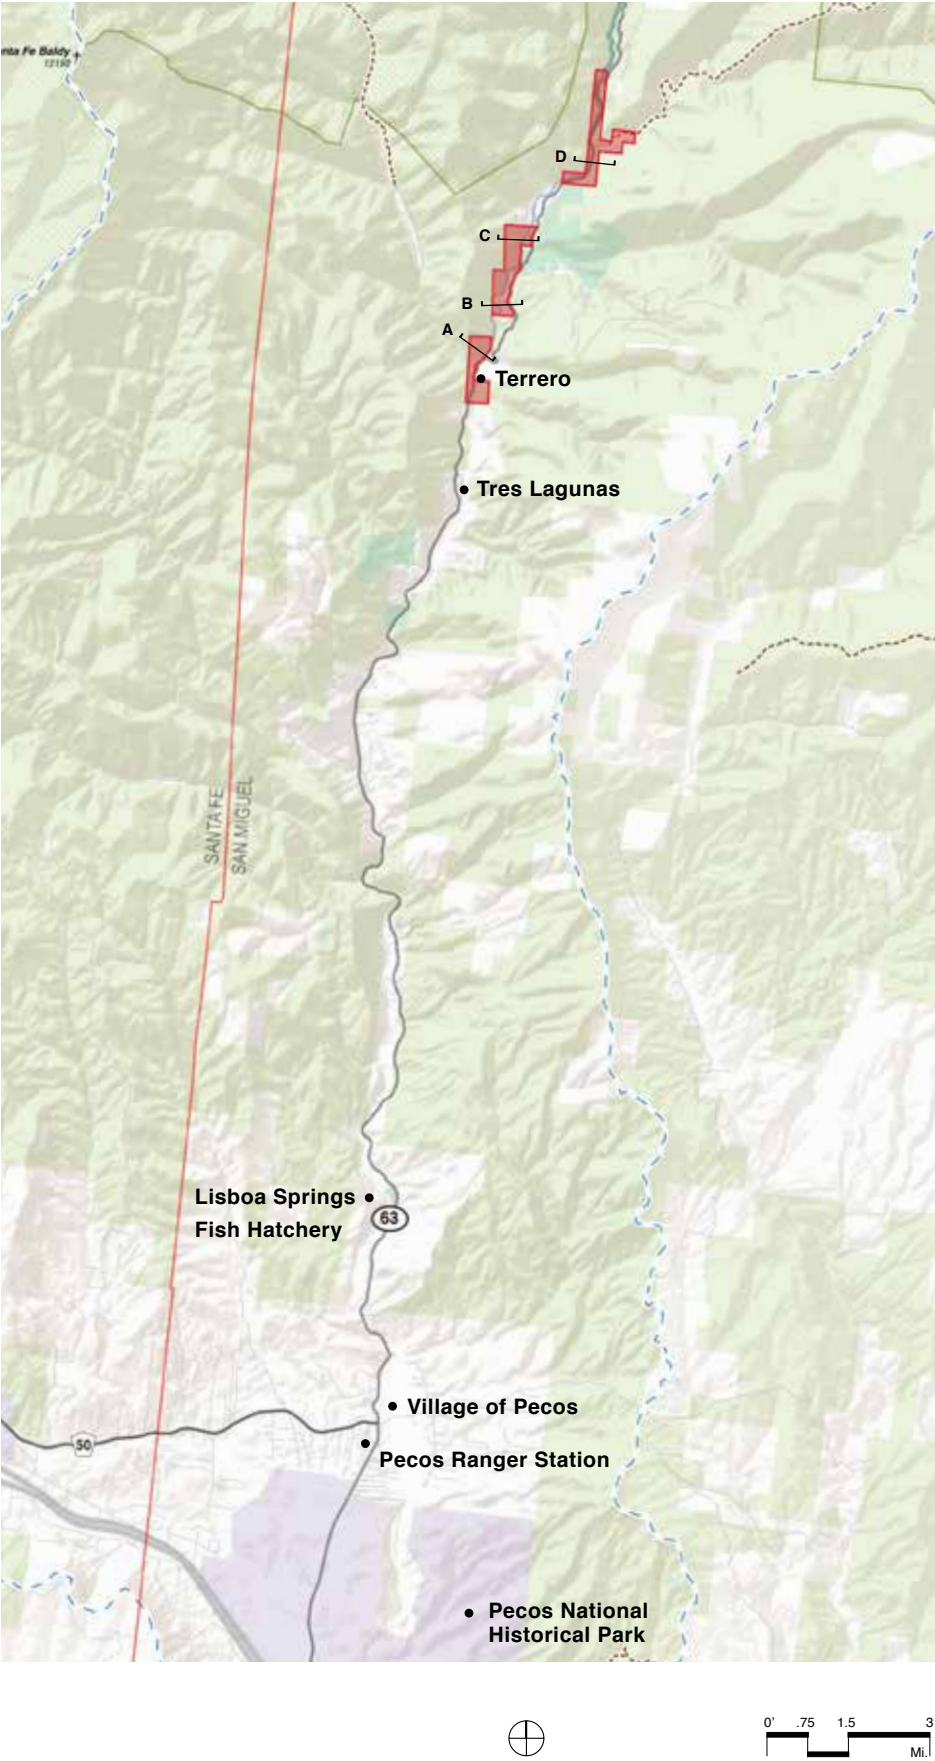 nta Fe Baldy
12192
D
C
B
A
Terrero
Tres Lagunas
SANTA FE
SAN MIGUEL
Lisboa Springs
Fish Hatchery
63
Village of Pecos
50
Pecos Ranger Station
Pecos National
Historical Park
0' .75 1.5 3
Mi.